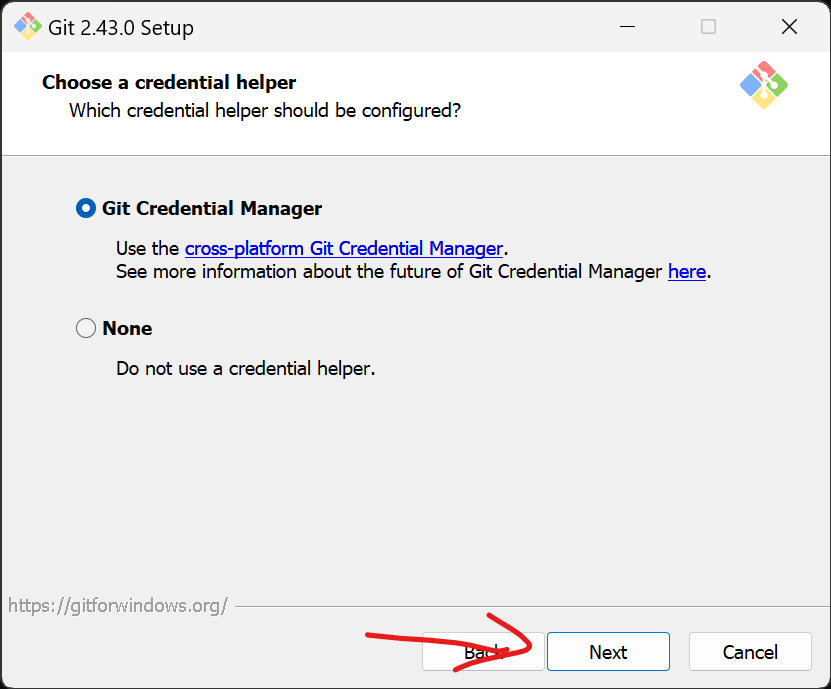 Git 2.43.0 Setup
Choose a credential helper
Which credential helper should be configured?
Git Credential Manager
Use the cross-platform Git Credential Manager.
See more information about the future of Git Credential Manager here.
None
Do not use a credential helper.
https://gitforwindows.org/
Back Next Cancel